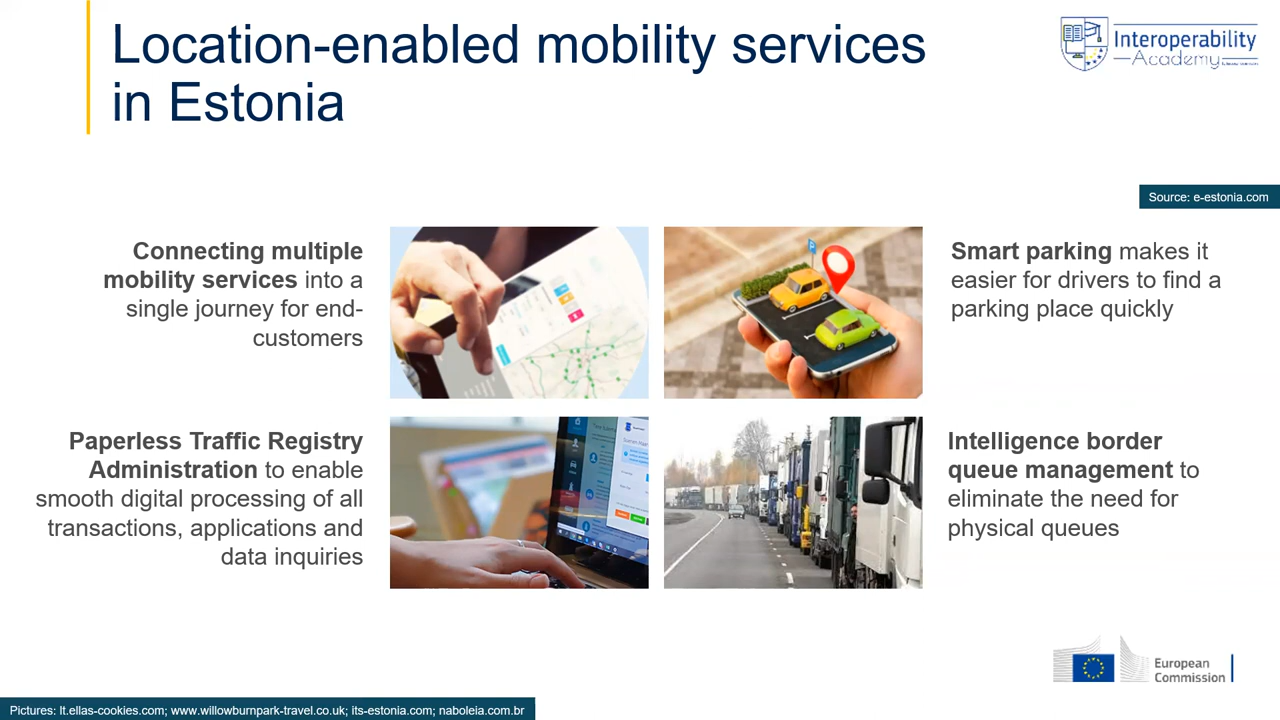 Location-enabled mobility services
in Estonia
Interoperability
Academy
Source: e-estonia.com
Connecting multiple
mobility services into a
single journey for end-
customers
Smart parking makes it
easier for drivers to find a
parking place quickly
Paperless Traffic Registry
Administration to enable
smooth digital processing of all
transactions, applications and
data inquiries
Intelligence border
queue management to
eliminate the need for
physical queues
European
Commission
Pictures: lt.ellas-cookies.com; www.willowburnpark-travel.co.uk; its-estonia.com; naboleia.com.br